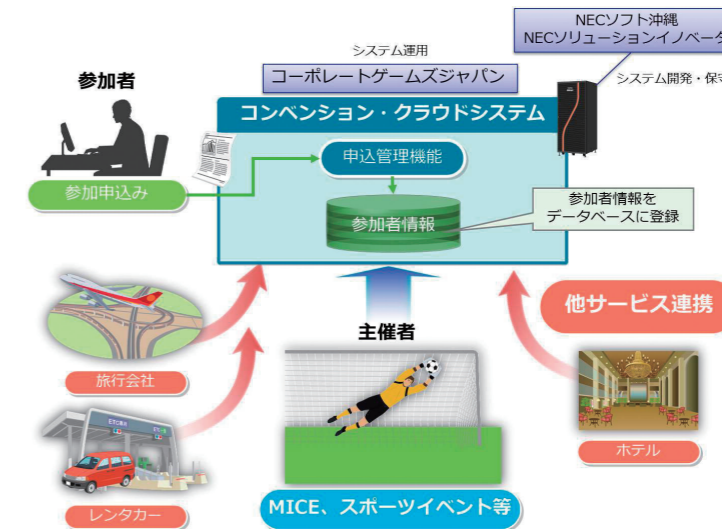 NECソフト沖縄
NECソリューションイノベータ
システム運用
コーポレートゲームズジャパン
システム開発・保守
参加者
コンベンション・クラウドシステム
申込管理機能
参加申込み
参加者情報を
データベースに登録
参加者情報
他サービス連携
主催者
旅行会社
ホテル
レンタカー
MICE、スポーツイベント等